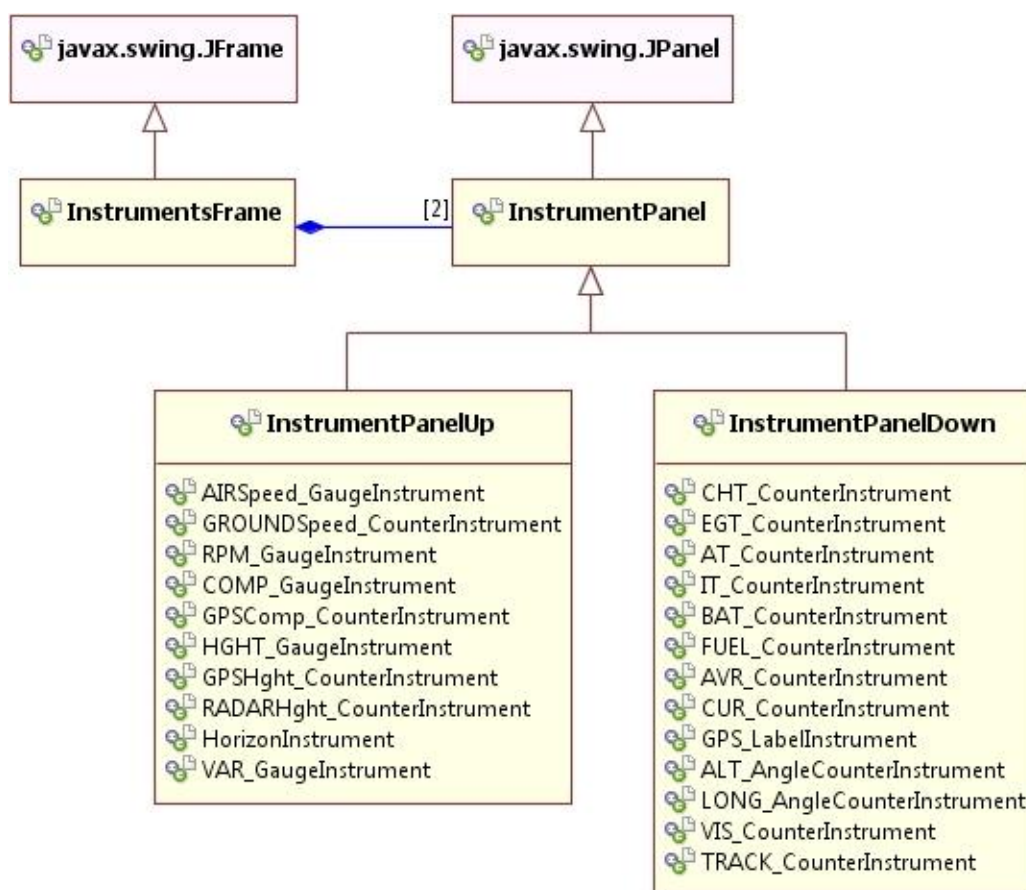 javax.swing.JFrame
javax.swing.JPanel
InstrumentsFrame
[2]
InstrumentPanel
InstrumentPanelUp
AIRSpeed_GaugeInstrument
GROUNDSpeed_CounterInstrument
RPM_GaugeInstrument
COMP_GaugeInstrument
GPSComp_CounterInstrument
HGHT_GaugeInstrument
GPSHght_CounterInstrument
RADARHght_CounterInstrument
HorizonInstrument
VAR_GaugeInstrument
InstrumentPanelDown
CHT_CounterInstrument
EGT_CounterInstrument
AT_CounterInstrument
IT_CounterInstrument
BAT_CounterInstrument
FUEL_CounterInstrument
AVR_CounterInstrument
CUR_CounterInstrument
GPS_LabelInstrument
ALT_AngleCounterInstrument
LONG_AngleCounterInstrument
VIS_CounterInstrument
TRACK_CounterInstrument